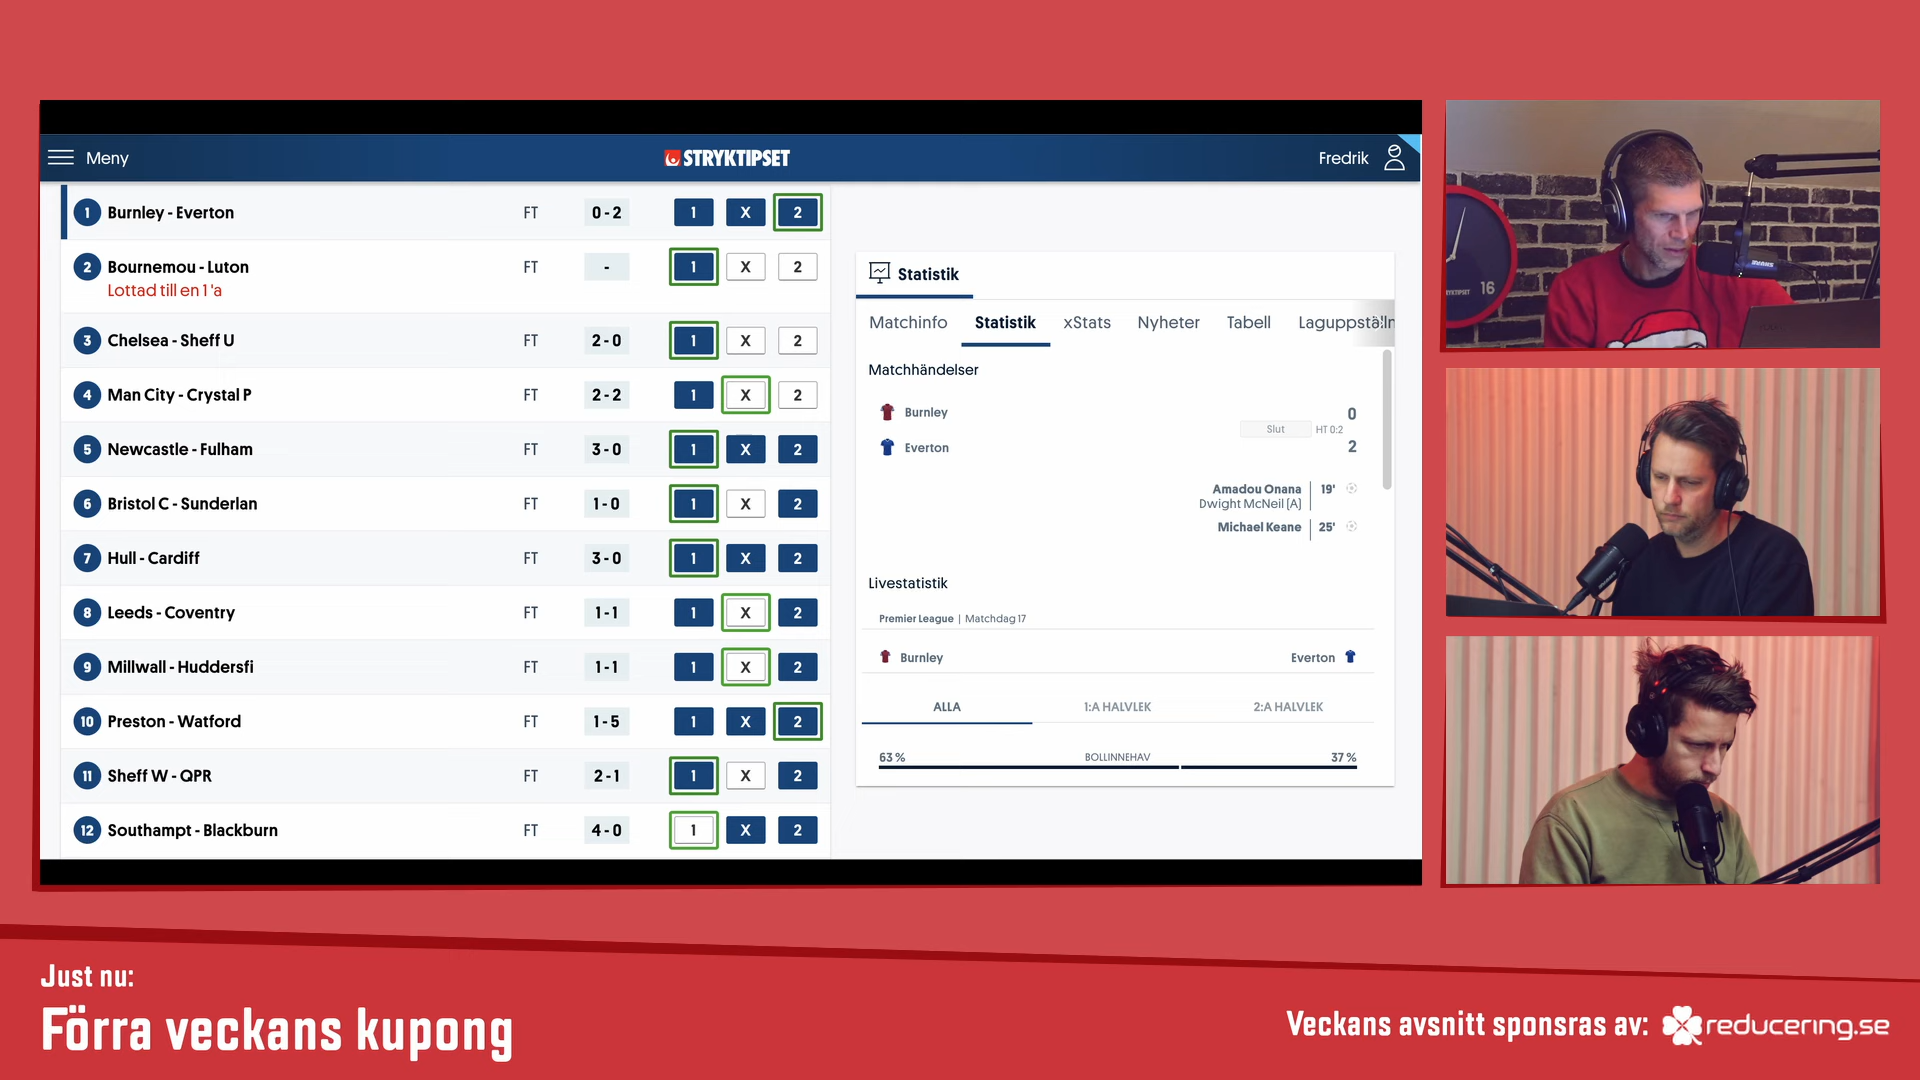 Meny
STRYKTIPSET
Fredrik
1 Burnley - Everton FT 0 - 2 1 X 2
2 Bournemou - Luton FT - 1 X 2
Lottad till en 1 'a
3 Chelsea - Sheff U FT 2 - 0 1 X 2
4 Man City - Crystal P FT 2 - 2 1 X 2
5 Newcastle - Fulham FT 3 - 0 1 X 2
6 Bristol C - Sunderlan FT 1 - 0 1 X 2
7 Hull - Cardiff FT 3 - 0 1 X 2
8 Leeds - Coventry FT 1 - 1 1 X 2
9 Millwall - Huddersfi FT 1 - 1 1 X 2
10 Preston - Watford FT 1 - 5 1 X 2
11 Sheff W - QPR FT 2 - 1 1 X 2
12 Southampt - Blackburn FT 4 - 0 1 X 2
Statistik
Matchinfo Statistik xStats Nyheter Tabell Laguppställn
Matchhändelser
Burnley 0
Slut HT 0:2
Everton 2
Amadou Onana 19'
Dwight McNeil [A]
Michael Keane 25'
Livestatistik
Premier League | Matchdag 17
Burnley Everton
ALLA 1:A HALVLEK 2:A HALVLEK
63 % BOLLINNEHAV 37 %
16
Just nu:
Förra veckans kupong
Veckans avsnitt sponsras av: reducering.se